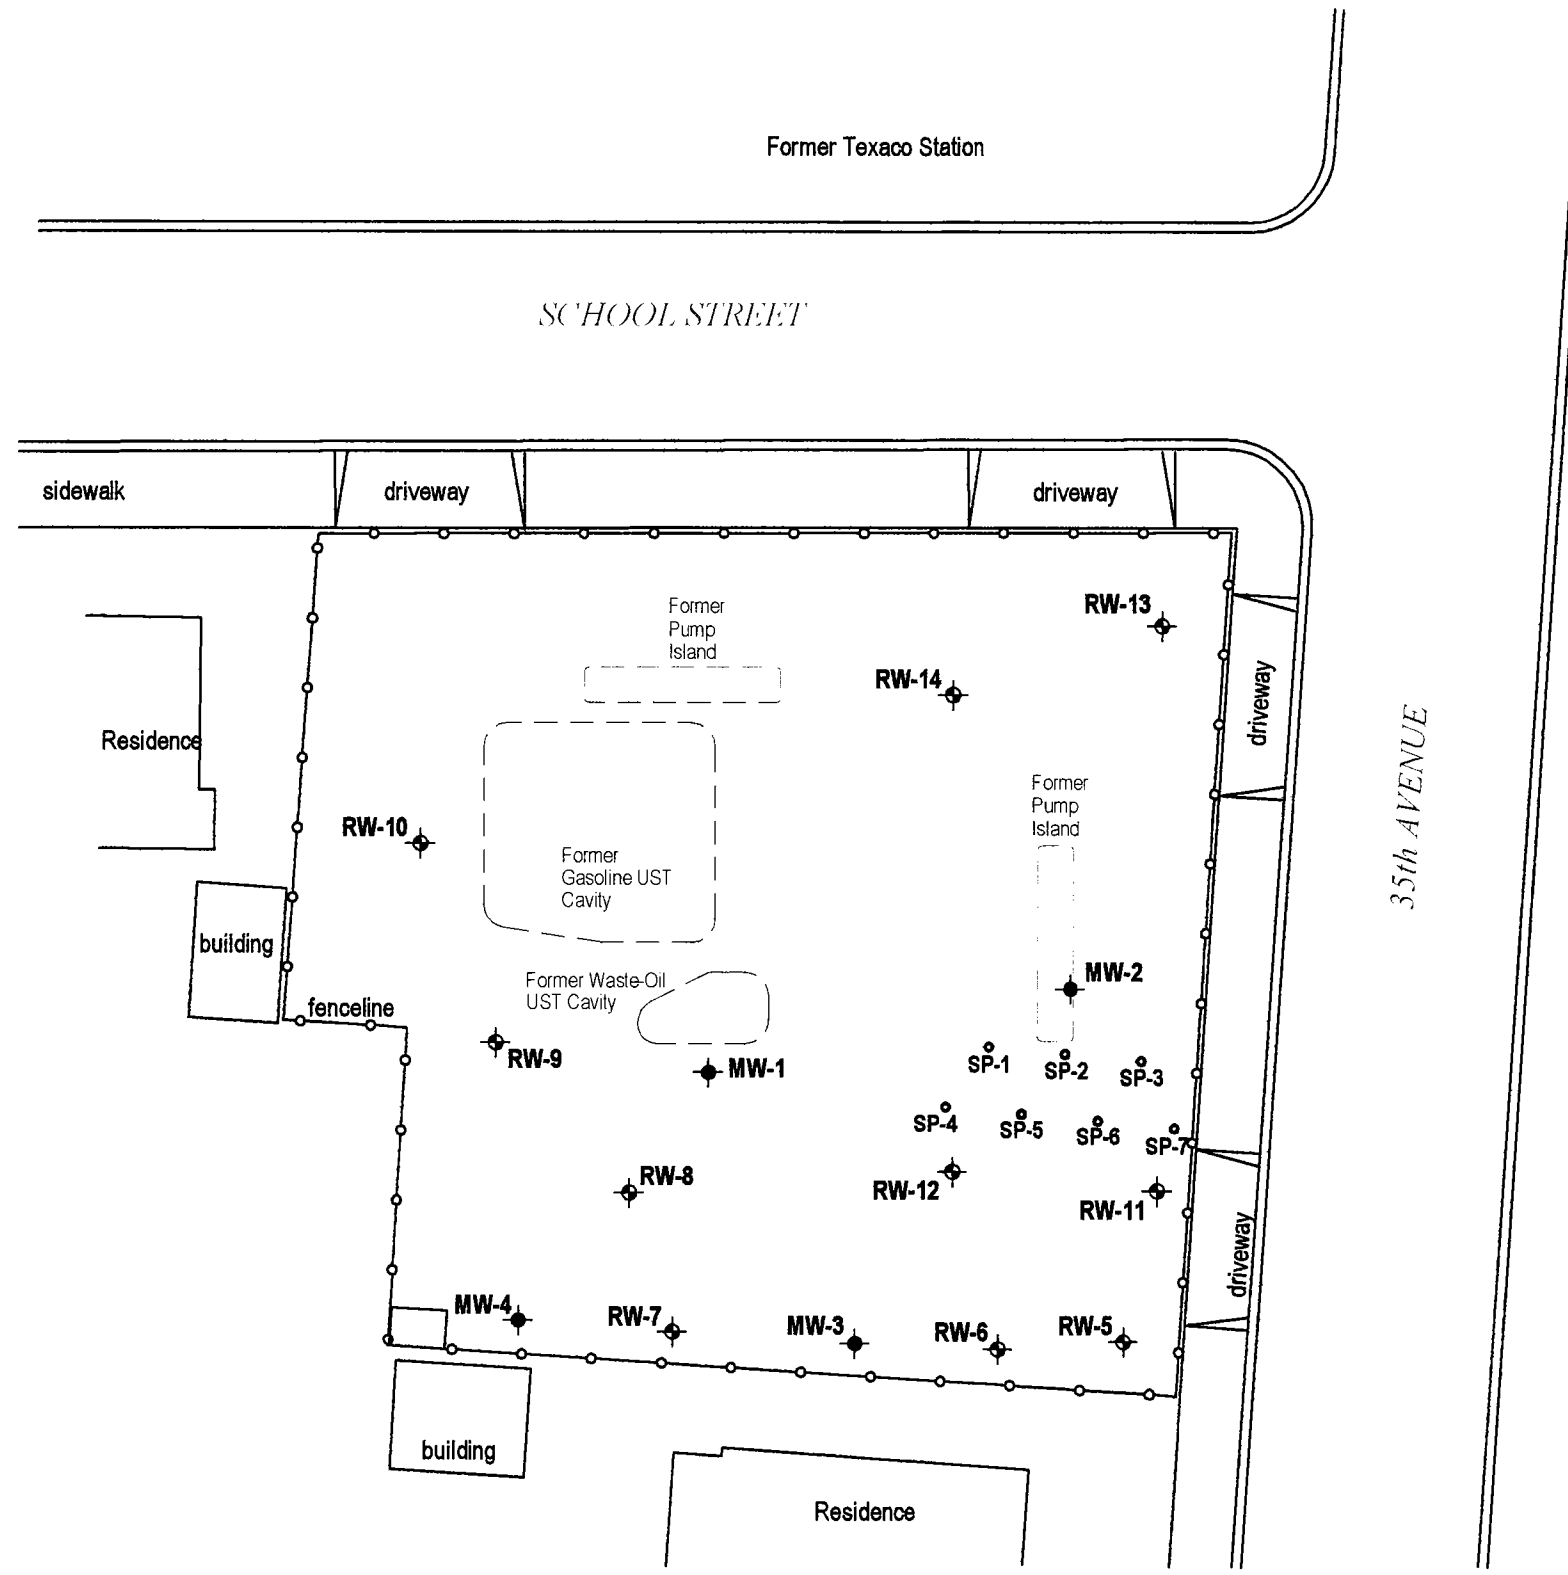 Former Texaco Station
SCHOOL STREET
sidewalk
driveway
driveway
Former
Pump
Island
RW-13
RW-14
driveway
Residence
35th AVENUE
Former
Pump
Island
RW-10
Former
Gasoline UST
Cavity
building
Former Waste-Oil
UST Cavity
MW-2
fenceline
RW-9
MW-1
SP-1
SP-2
SP-3
SP-4
SP-5
SP-6
SP-7
RW-8
RW-12
RW-11
driveway
MW-4
RW-7
MW-3
RW-6
RW-5
building
Residence